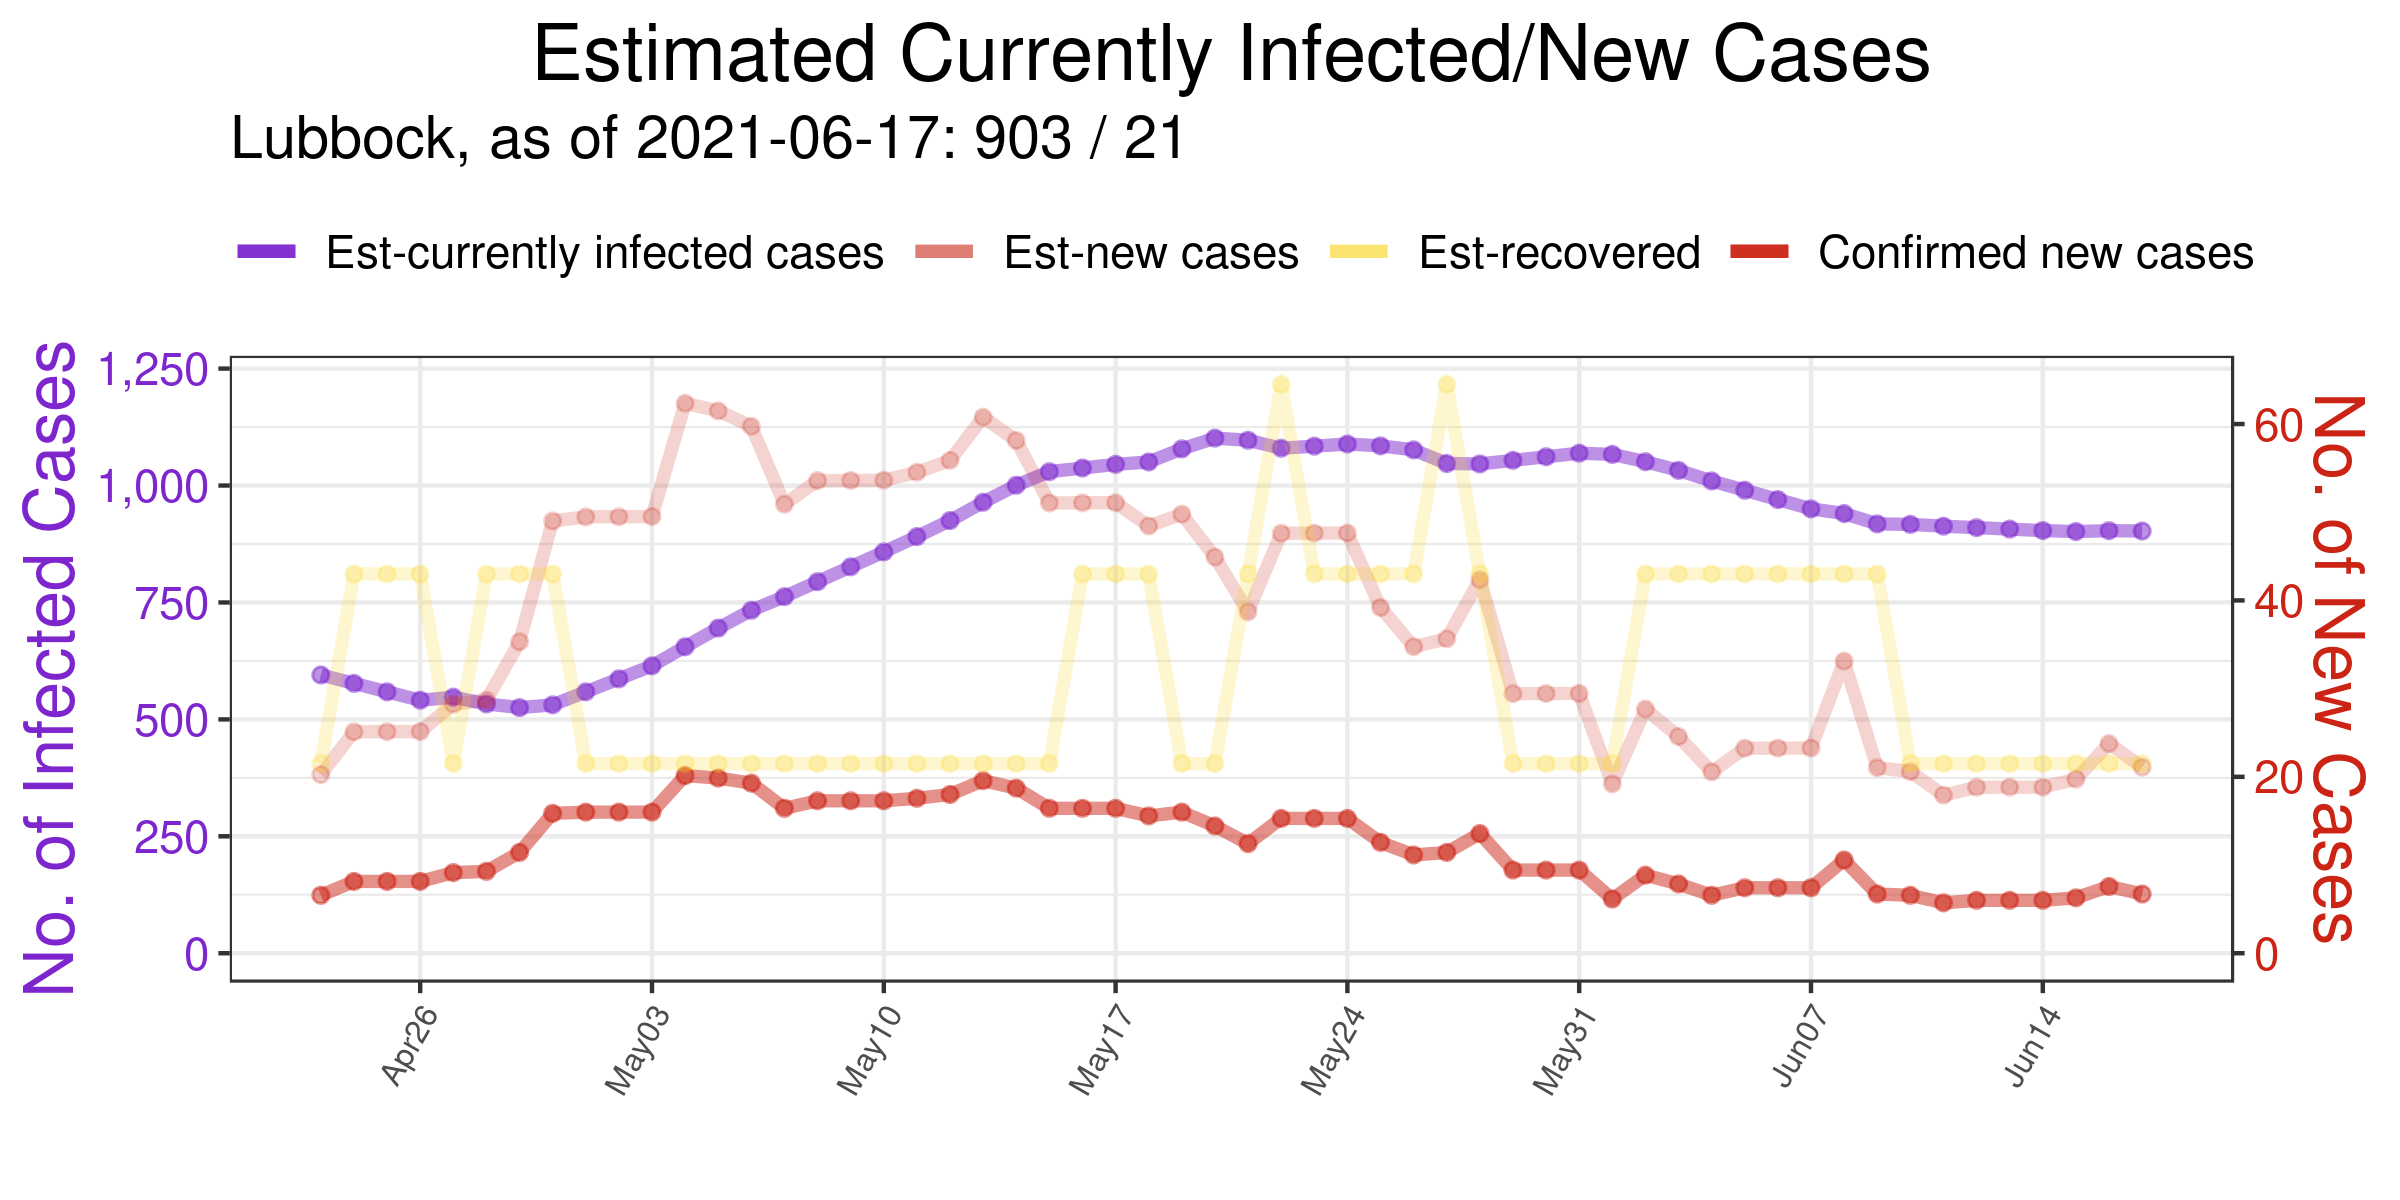 Estimated Currently Infected/New Cases
Lubbock, as of 2021-06-17: 903 / 21
Est-currently infected cases Est-new cases Est-recovered Confirmed new cases
No. of Infected Cases
1,250
1,000
750
500
250
0
60
40
20
0
No. of New Cases
Apr26 May03 May10 May17 May24 May31 Jun07 Jun14